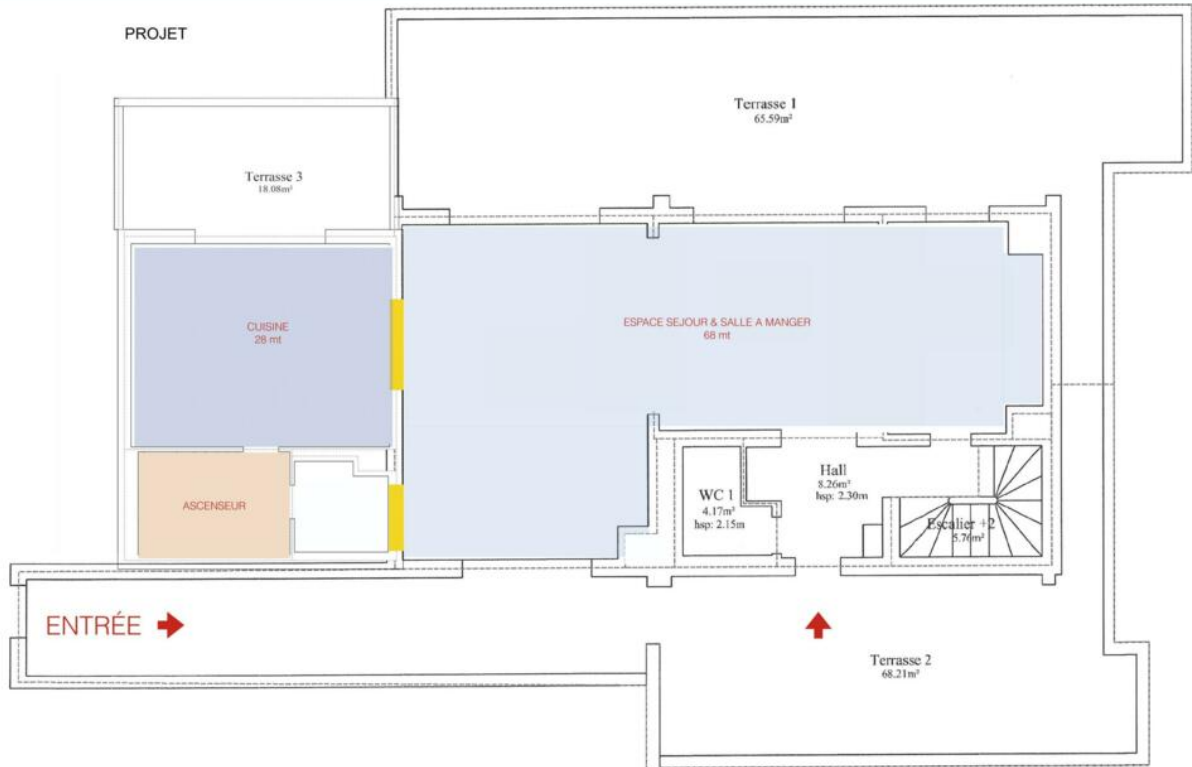 PROJET
Terrasse 1
65.59m²
Terrasse 3
18.08m²
CUISINE
28 mt
ESPACE SEJOUR & SALLE A MANGER
68 mt
ASCENSEUR
WC 1
4.17m²
hsp: 2.15m
Hall
8.26m²
hsp: 2.30m
Escalier +2
5.76m²
ENTRÉE
Terrasse 2
68.21m²